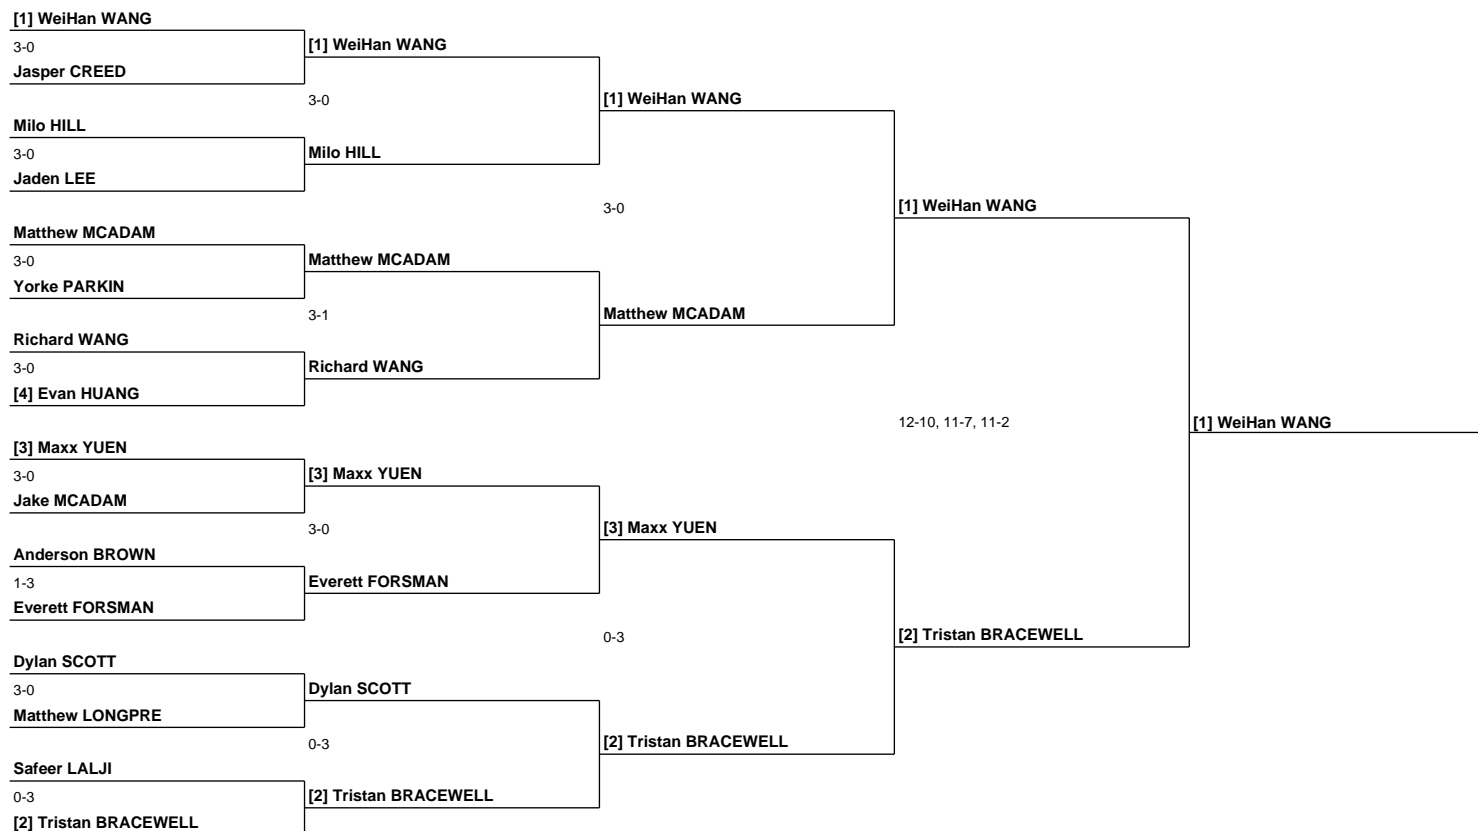 [1] WeiHan WANG
3-0
Jasper CREED
Milo HILL
3-0
Jaden LEE
Matthew MCADAM
3-0
Yorke PARKIN
Richard WANG
3-0
[4] Evan HUANG
[3] Maxx YUEN
3-0
Jake MCADAM
Anderson BROWN
1-3
Everett FORSMAN
Dylan SCOTT
3-0
Matthew LONGPRE
Safeer LALJI
0-3
[2] Tristan BRACEWELL
[1] WeiHan WANG
3-0
Milo HILL
Matthew MCADAM
3-1
Richard WANG
[3] Maxx YUEN
3-0
Everett FORSMAN
Dylan SCOTT
0-3
[2] Tristan BRACEWELL
[1] WeiHan WANG
3-0
Matthew MCADAM
[3] Maxx YUEN
0-3
[2] Tristan BRACEWELL
[1] WeiHan WANG
12-10, 11-7, 11-2
[2] Tristan BRACEWELL
[1] WeiHan WANG